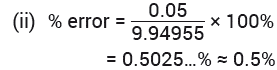 (ii) % error = 0.05/9.94955 × 100%
= 0.5025...% ≈ 0.5%